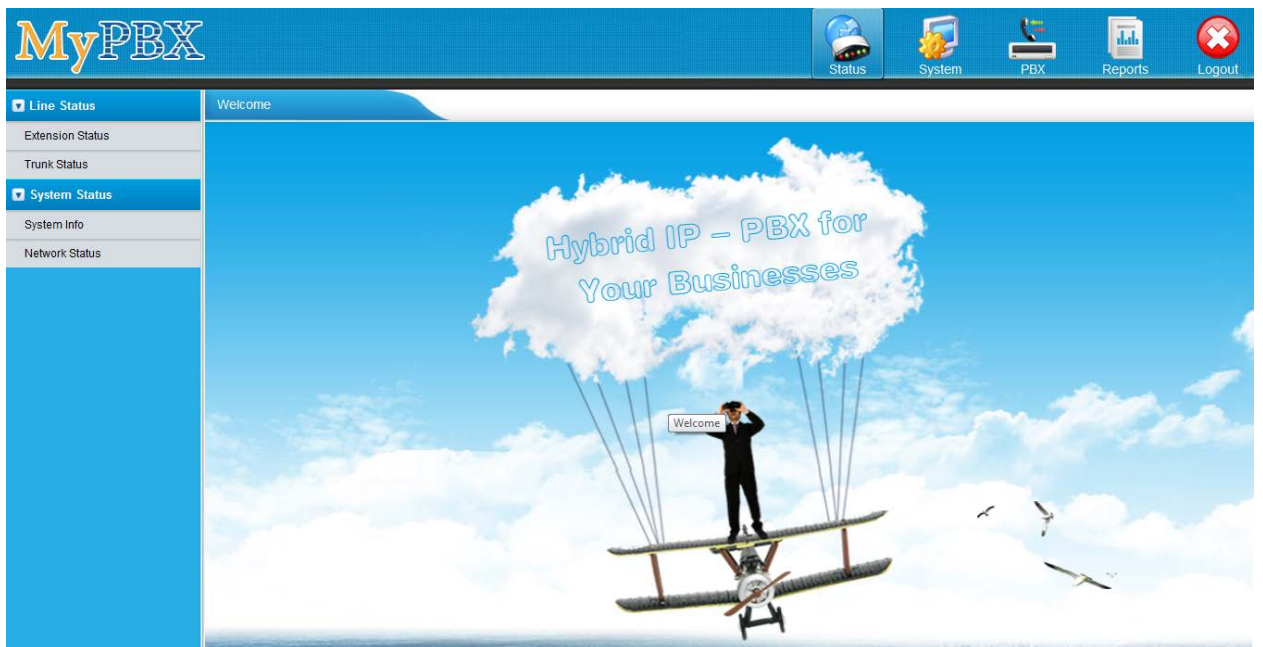 MyPBX
Status System PBX Reports Logout
Line Status
Welcome
Extension Status
Trunk Status
System Status
System Info
Network Status
Hybrid IP – PBX for
Your Businesses
Welcome